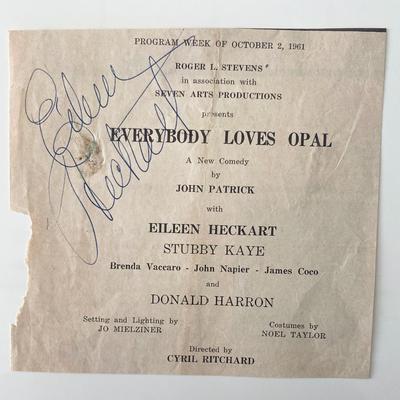 PROGRAM WEEK OF OCTOBER 2, 1961
ROGER L. STEVENS*
in association with
SEVEN ARTS PRODUCTIONS
presents
EVERYBODY LOVES OPAL
A New Comedy
by
JOHN PATRICK
with
EILEEN HECKART
STUBBY KAYE
Brenda Vaccaro - John Napier - James Coco
and
DONALD HARRON
Setting and Lighting by
JO MIELZINER
Costumes by
NOEL TAYLOR
Directed by
CYRIL RITCHARD
Eileen
Heckart